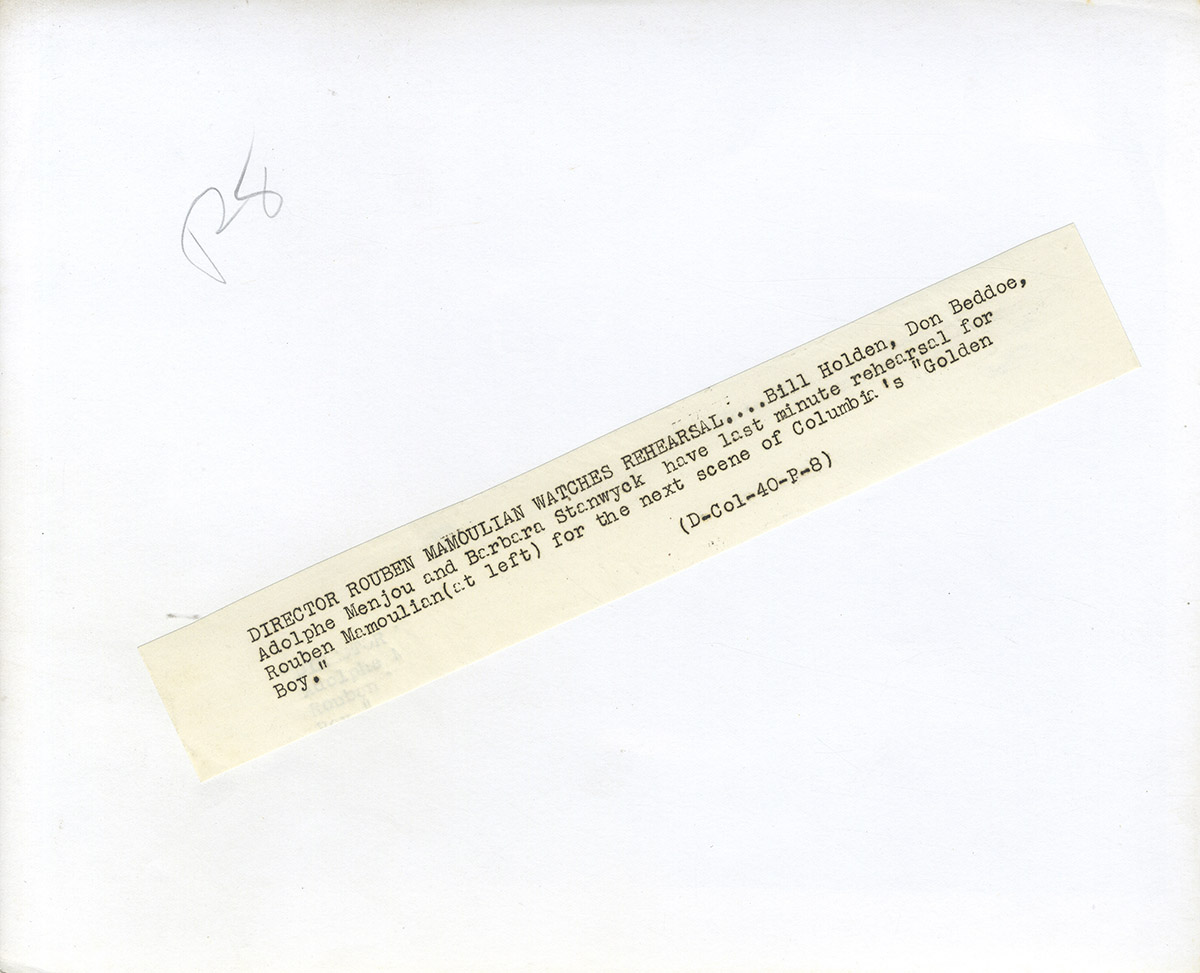 P8
DIRECTOR ROUBEN MAMOULIAN WATCHES REHEARSAL....Bill Holden, Don Beddoe,
Adolphe Menjou and Barbara Stanwyck have last minute rehearsal for
Rouben Mamoulian(at left) for the next scene of Columbia's "Golden
Boy."
(D-Col-40-P-8)